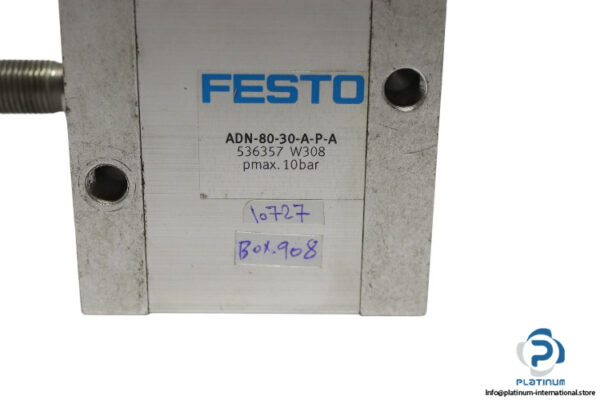 FESTO
ADN-80-30-A-P-A
536357 W308
pmax. 10bar
10727
Box.908
PLATINUM
Info@platinum-international.store